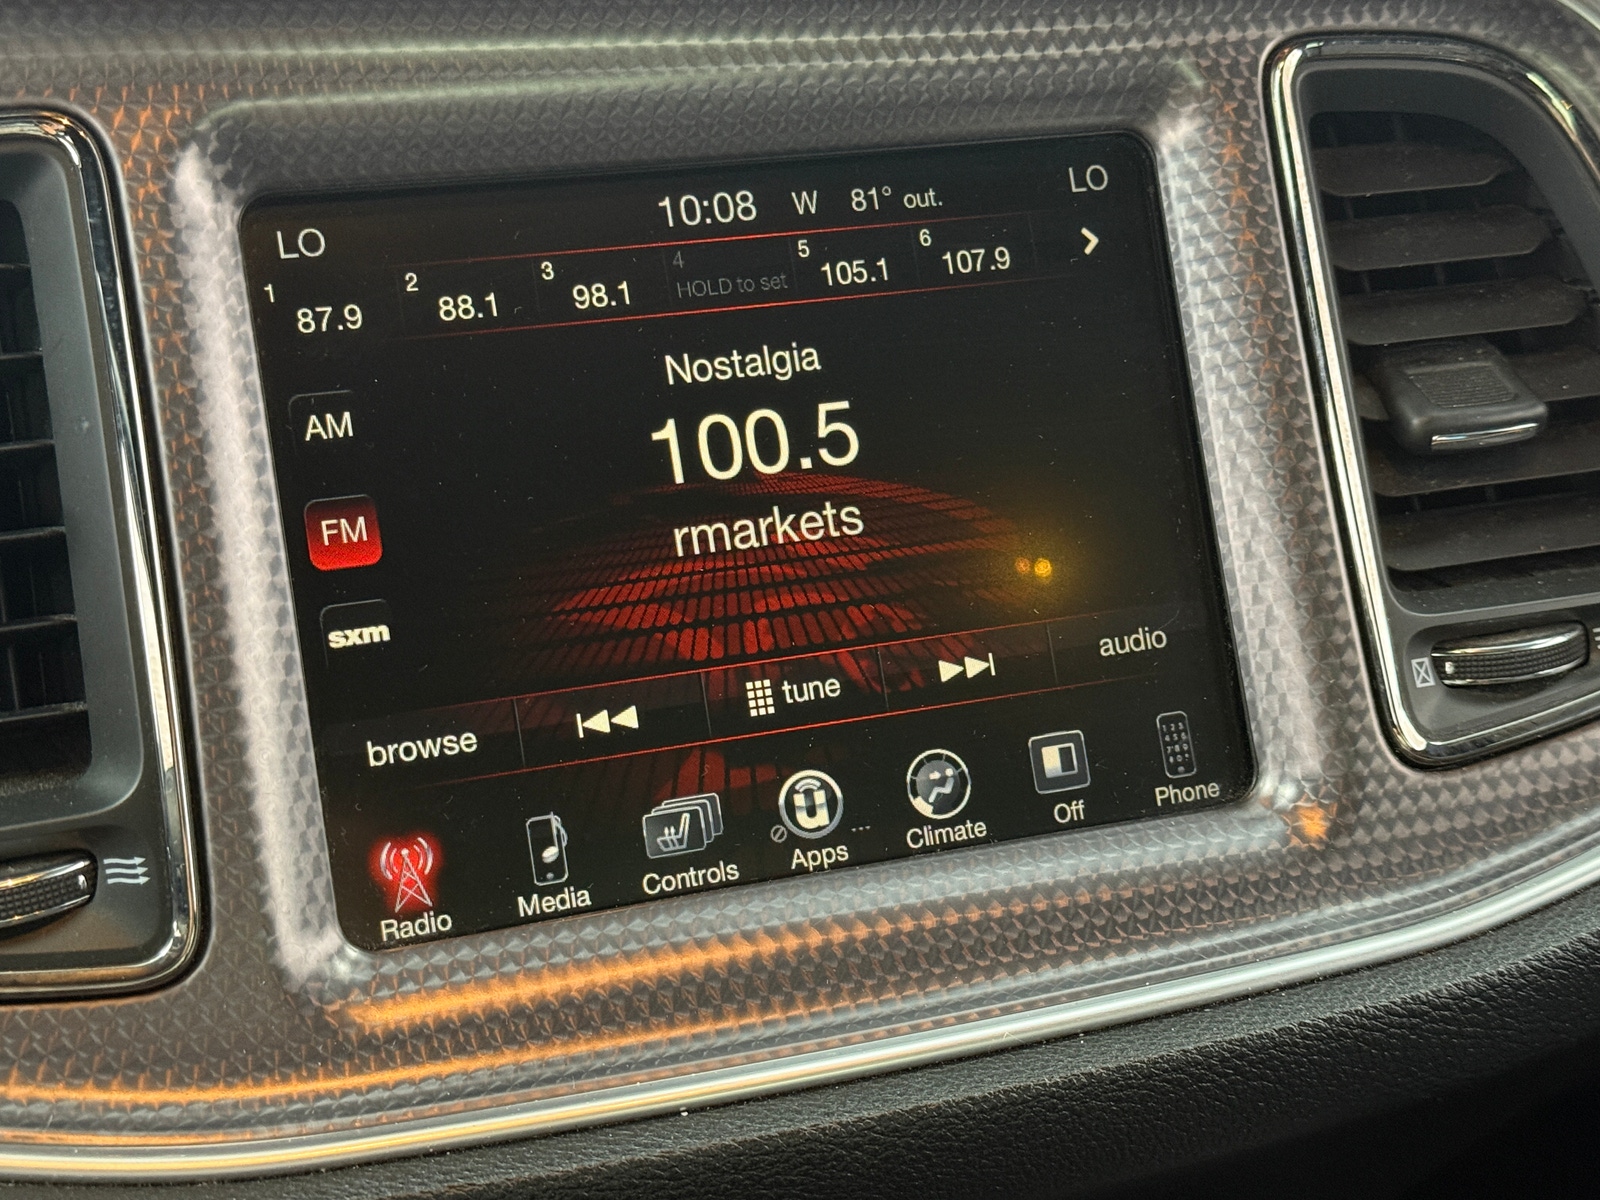 LO
10:08 W 81° out.
LO
1 87.9
2 88.1
3 98.1
4 HOLD to set
5 105.1
6 107.9
Nostalgia
100.5
rmarkets
AM
FM
sxm
browse
tune
audio
Radio
Media
Controls
Apps
Climate
Off
Phone